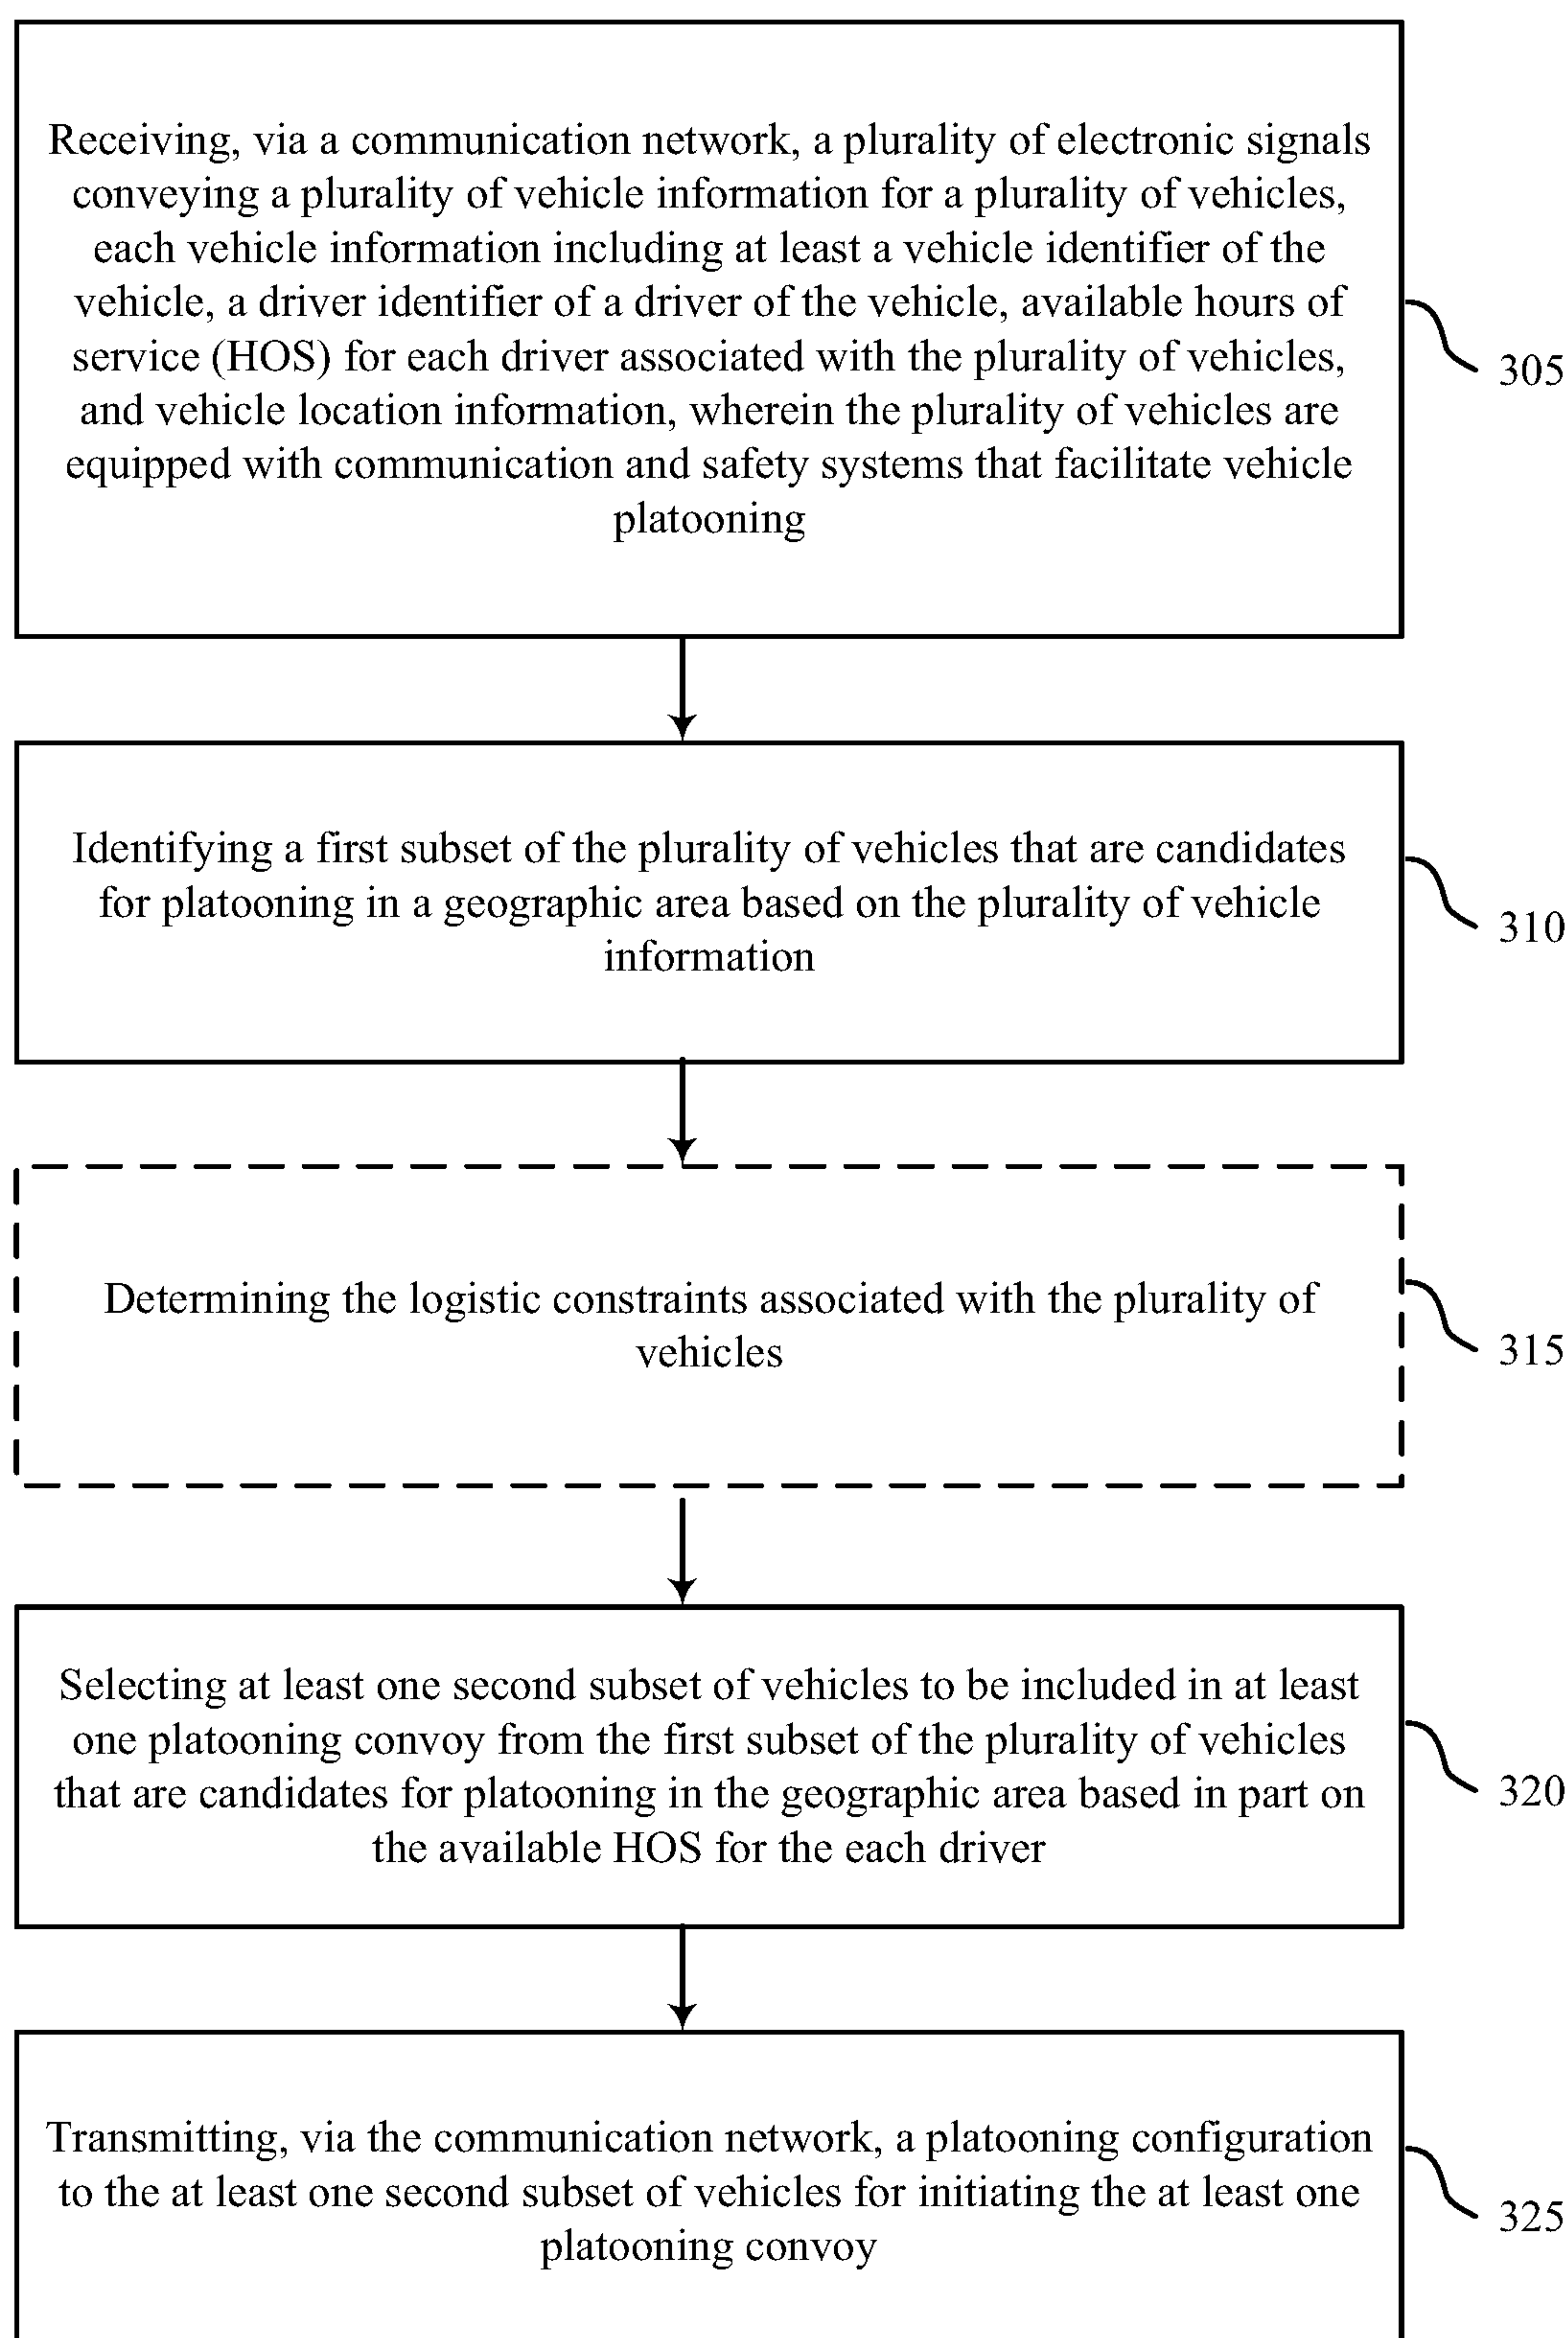 Receiving, via a communication network, a plurality of electronic signals
conveying a plurality of vehicle information for a plurality of vehicles,
each vehicle information including at least a vehicle identifier of the
vehicle, a driver identifier of a driver of the vehicle, available hours of
service (HOS) for each driver associated with the plurality of vehicles,
and vehicle location information, wherein the plurality of vehicles are
equipped with communication and safety systems that facilitate vehicle
platooning
305
Identifying a first subset of the plurality of vehicles that are candidates
for platooning in a geographic area based on the plurality of vehicle
information
310
Determining the logistic constraints associated with the plurality of
vehicles
315
Selecting at least one second subset of vehicles to be included in at least
one platooning convoy from the first subset of the plurality of vehicles
that are candidates for platooning in the geographic area based in part on
the available HOS for the each driver
320
Transmitting, via the communication network, a platooning configuration
to the at least one second subset of vehicles for initiating the at least one
platooning convoy
325